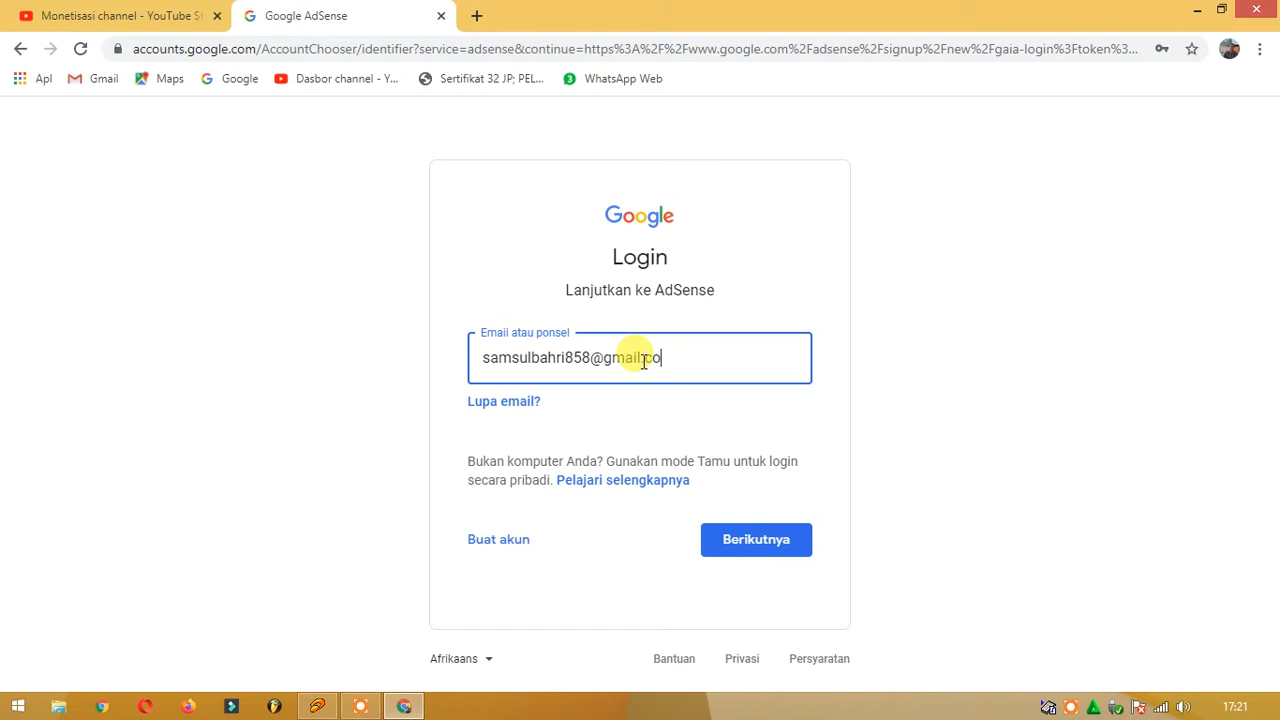 Monetisasi channel - YouTube St
Google AdSense
accounts.google.com/AccountChooser/identifier?service=adsense&continue=https%3A%2F%2Fwww.google.com%2Fadsense%2Fsignup%2Fnew%2Fgaia-login%3Ftoken%3...
Apl
Gmail
Maps
Google
Dasbor channel - Y...
Sertifikat 32 JP; PEL...
3
WhatsApp Web
Google
Login
Lanjutkan ke AdSense
Email atau ponsel
samsulbahri858@gmail.co
Lupa email?
Bukan komputer Anda? Gunakan mode Tamu untuk login
secara pribadi. Pelajari selengkapnya
Buat akun
Berikutnya
Afrikaans
Bantuan
Privasi
Persyaratan
17:21